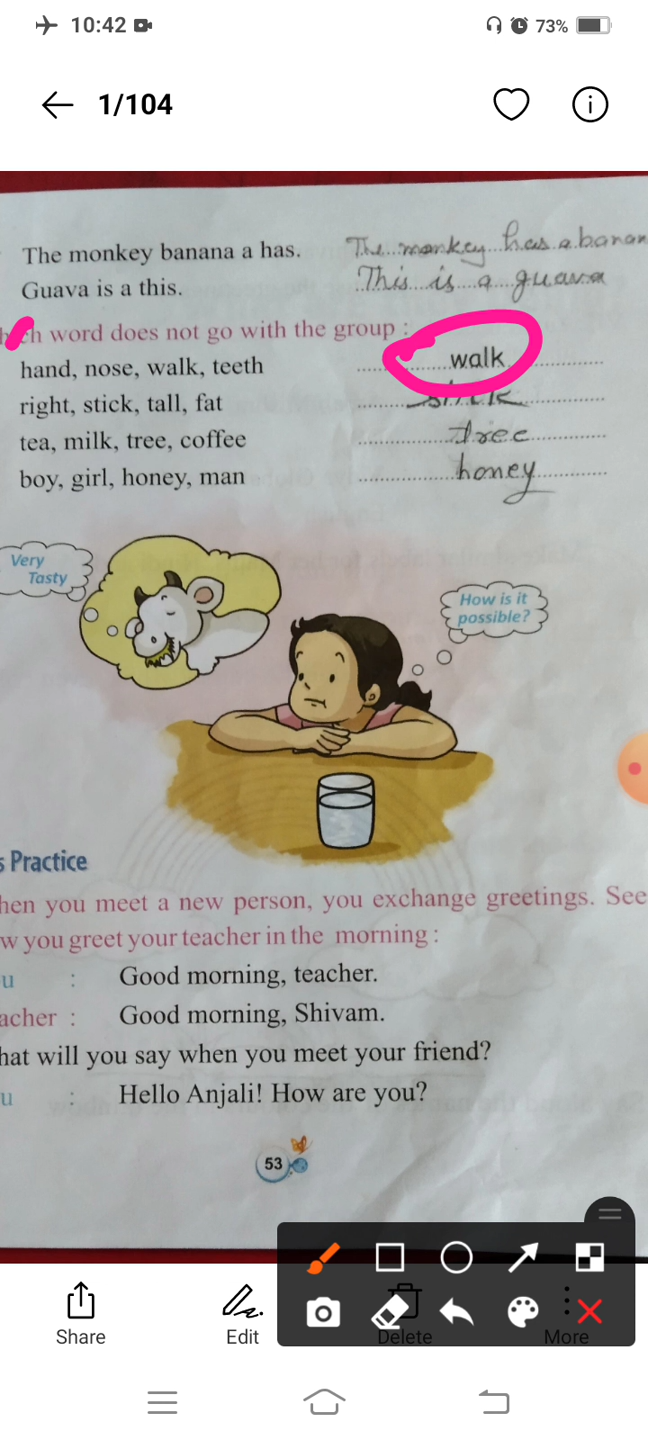 10:42
73%
1/104
The monkey banana a has. The monkey has a banan
Guava is a this. This is a guava
h word does not go with the group :
hand, nose, walk, teeth walk
right, stick, tall, fat
tea, milk, tree, coffee tree
boy, girl, honey, man honey
Very
Tasty
How is it
possible?
s Practice
hen you meet a new person, you exchange greetings. See
w you greet your teacher in the morning :
u : Good morning, teacher.
acher : Good morning, Shivam.
hat will you say when you meet your friend?
u : Hello Anjali! How are you?
53
Share Edit Delete More